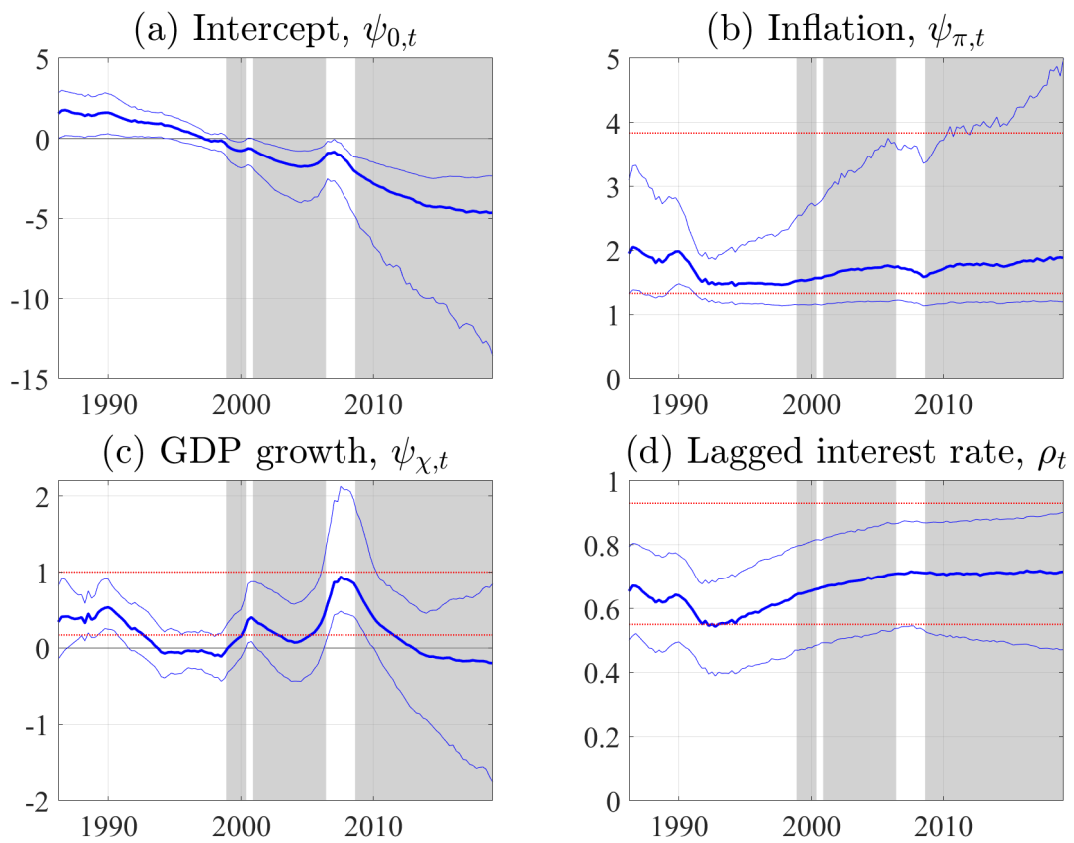 (a) Intercept, ψ0,t
5
0
-5
-10
-15
1990 2000 2010
(b) Inflation, ψπ,t
5
4
3
2
1
0
1990 2000 2010
(c) GDP growth, ψχ,t
2
1
0
-1
-2
1990 2000 2010
(d) Lagged interest rate, ρt
1
0.8
0.6
0.4
0.2
0
1990 2000 2010